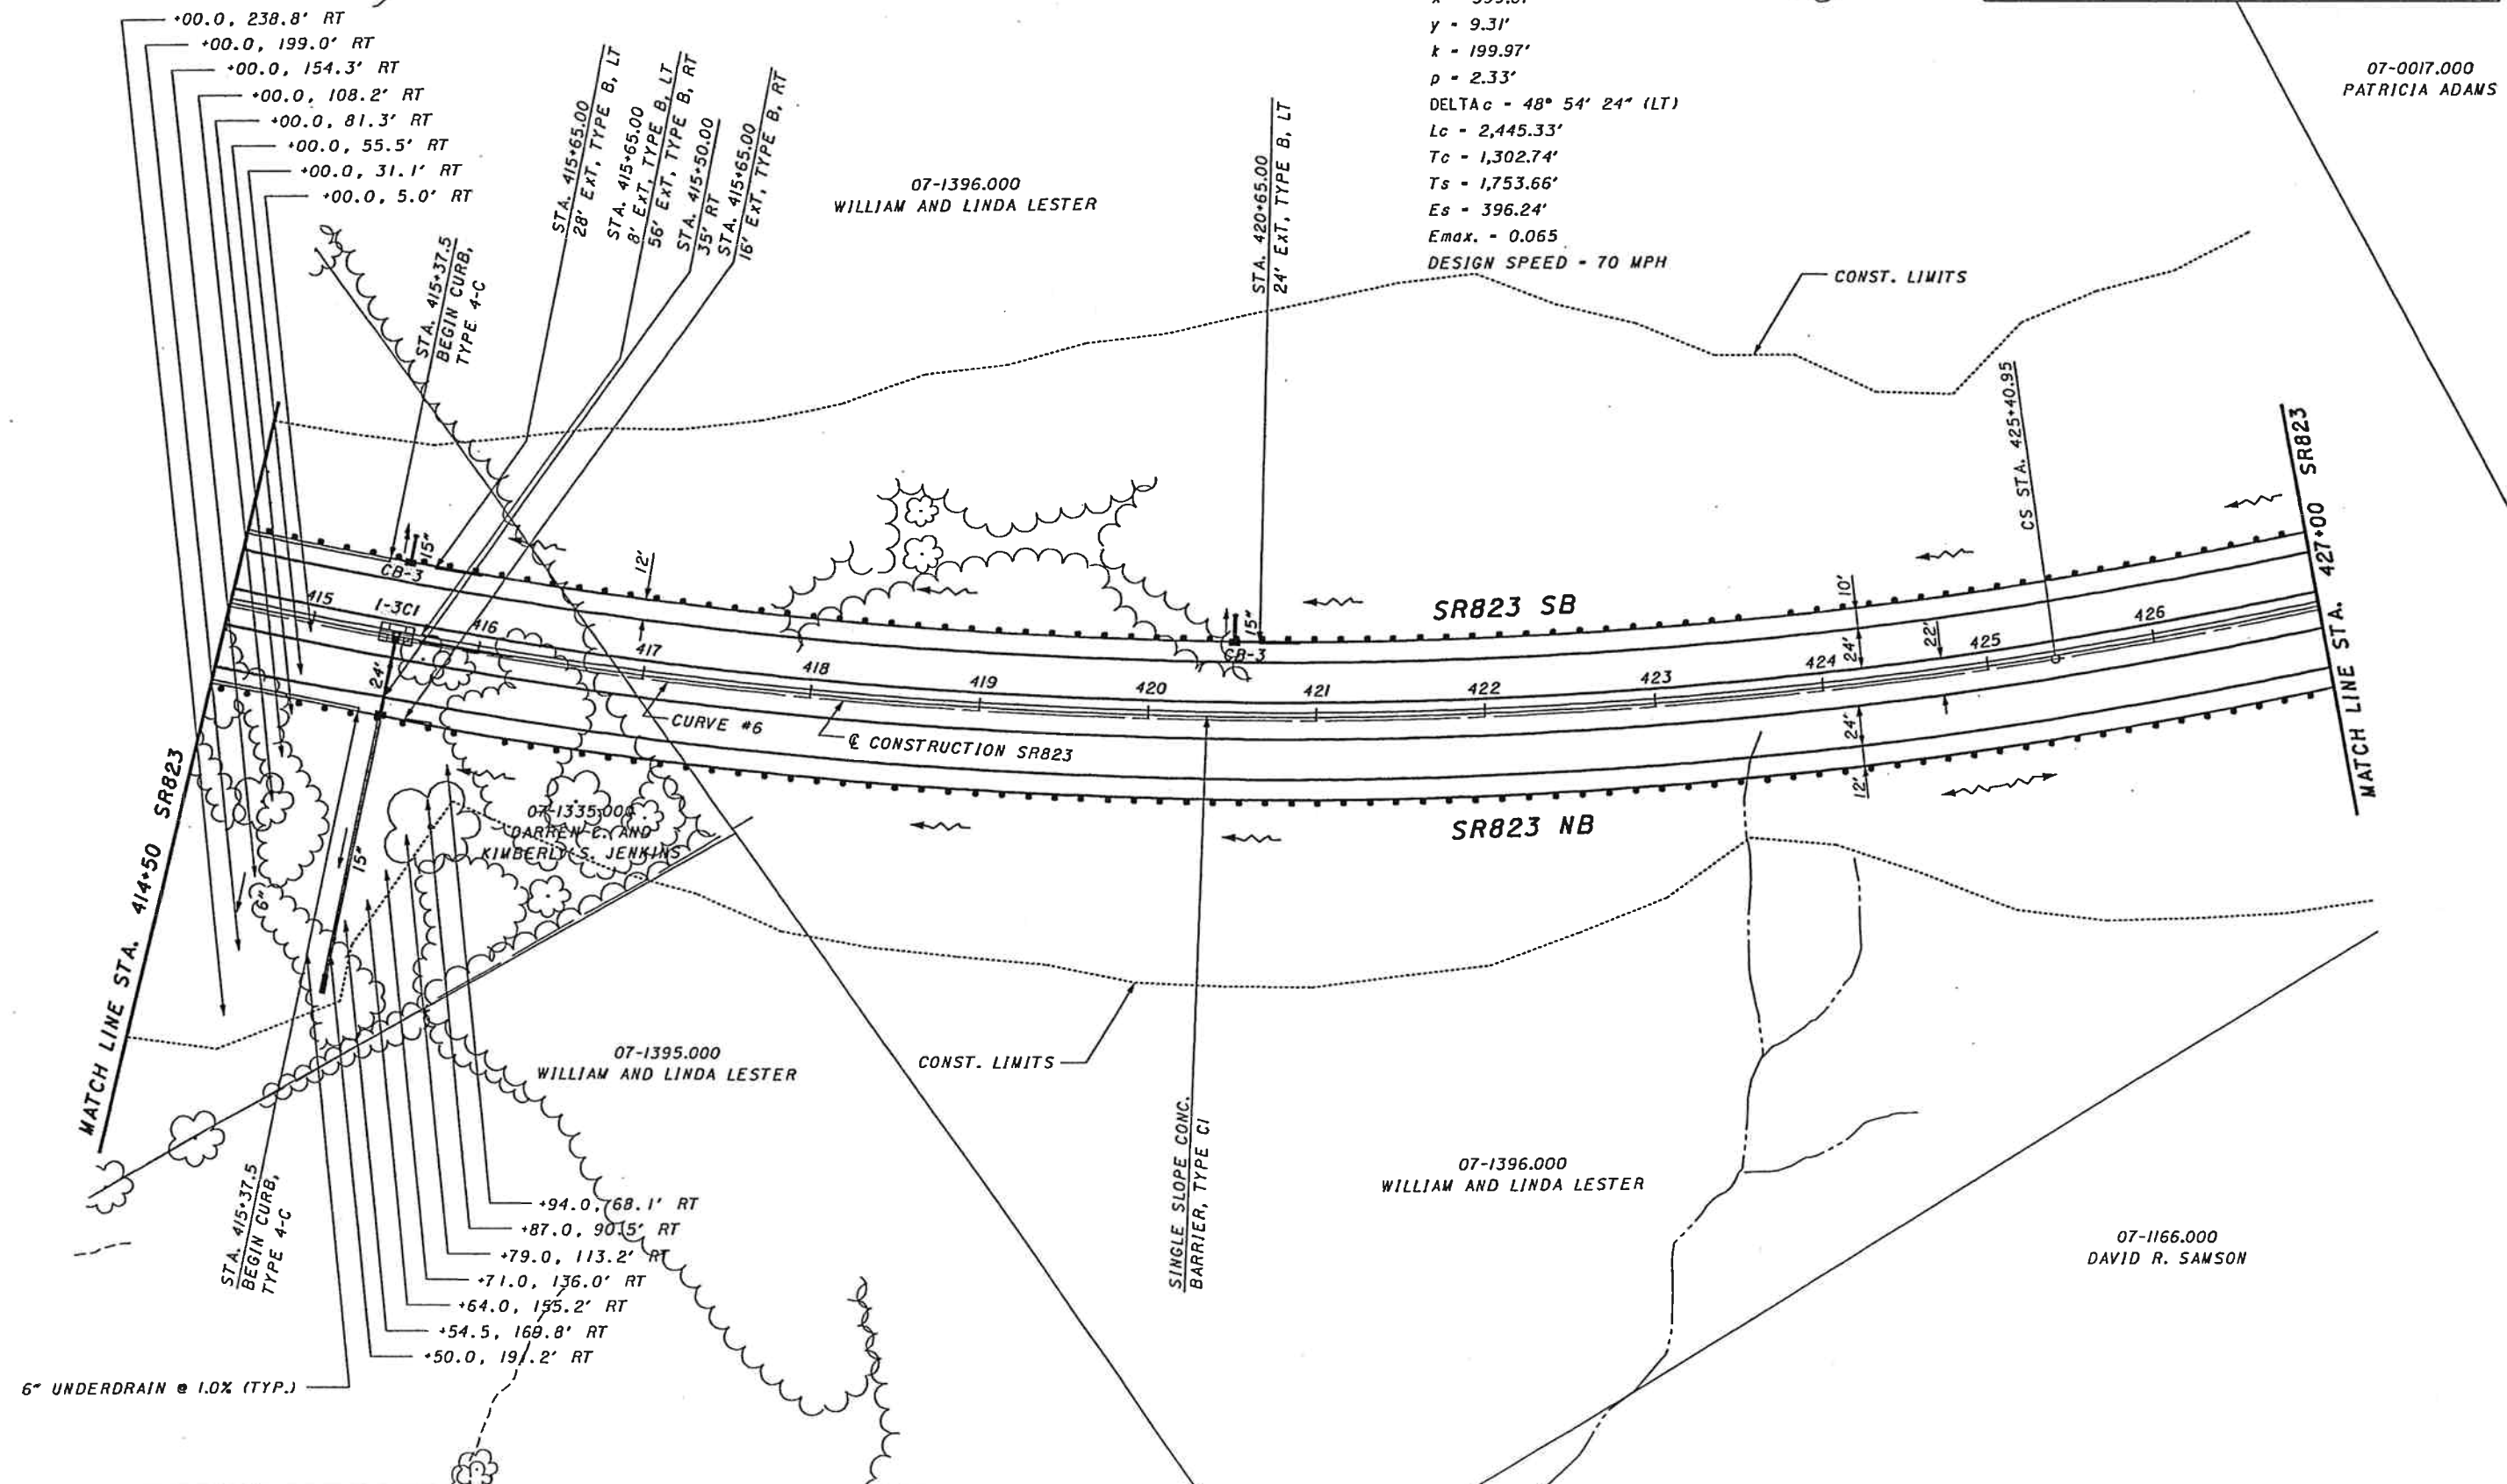 +00.0, 238.8' RT
+00.0, 199.0' RT
+00.0, 154.3' RT
+00.0, 108.2' RT
+00.0, 81.3' RT
+00.0, 55.5' RT
+00.0, 31.1' RT
+00.0, 5.0' RT
STA. 415+37.5
BEGIN CURB,
TYPE 4-C
STA. 415+65.00
28' EXT, TYPE B, LT
STA. 415+65.00
8' EXT, TYPE B, LT
56' EXT, TYPE B, RT
STA. 415+50.00
35' RT
STA. 415+65.00
16' EXT, TYPE B, RT
07-1396.000
WILLIAM AND LINDA LESTER
STA. 420+65.00
24' EXT, TYPE B, LT
y = 9.31'
k = 199.97'
p = 2.33'
DELTAc = 48° 54' 24" (LT)
Lc = 2,445.33'
Tc = 1,302.74'
Ts = 1,753.66'
Es = 396.24'
Emax. = 0.065
DESIGN SPEED = 70 MPH
CONST. LIMITS
07-0017.000
PATRICIA ADAMS
CS STA. 425+40.95
MATCH LINE STA. 427+00 SR823
MATCH LINE STA. 414+50 SR823
15"
CB-3
12'
415
I-3CI
416
417
418
419
420
421
422
423
424
425
426
15"
CB-3
SR823 SB
10'
24'
22'
24'
24'
12'
CURVE #6
℄ CONSTRUCTION SR823
SR823 NB
07-1335.000
DARREN C. AND
KIMBERLY S. JENKINS
15"
6"
07-1395.000
WILLIAM AND LINDA LESTER
CONST. LIMITS
SINGLE SLOPE CONC.
BARRIER, TYPE C1
07-1396.000
WILLIAM AND LINDA LESTER
07-1166.000
DAVID R. SAMSON
STA. 415+37.5
BEGIN CURB,
TYPE 4-C
+94.0, 68.1' RT
+87.0, 90.5' RT
+79.0, 113.2' RT
+71.0, 136.0' RT
+64.0, 155.2' RT
+54.5, 169.8' RT
+50.0, 191.2' RT
6" UNDERDRAIN @ 1.0% (TYP.)